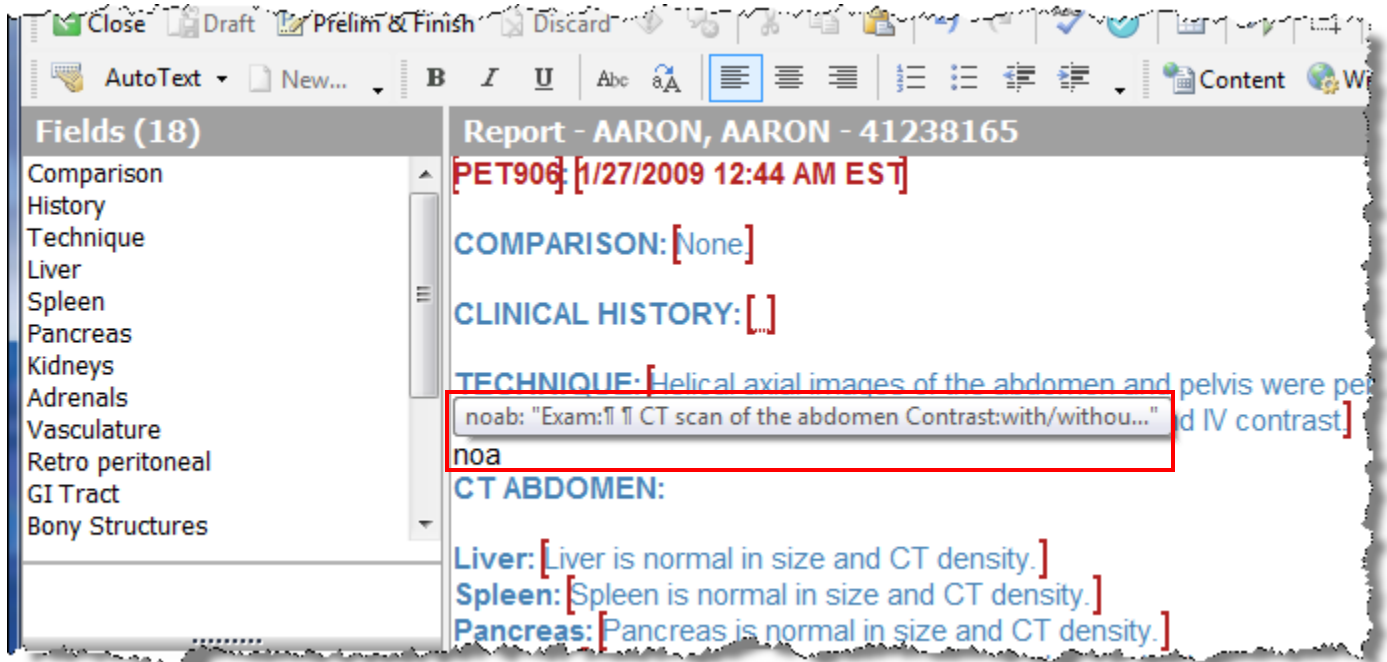 Close Draft Prelim & Finish Discard
AutoText New... B I U Abc Content
Fields (18)
Comparison
History
Technique
Liver
Spleen
Pancreas
Kidneys
Adrenals
Vasculature
Retro peritoneal
GI Tract
Bony Structures
Report - AARON, AARON - 41238165
[PET906]: [1/27/2009 12:44 AM EST]
COMPARISON: [None.]
CLINICAL HISTORY: [ ]
TECHNIQUE: [Helical axial images of the abdomen and pelvis were
noab: "Exam:¶ ¶ CT scan of the abdomen Contrast:with/withou..." IV contrast.]
noa
CT ABDOMEN:
Liver: [Liver is normal in size and CT density.]
Spleen: [Spleen is normal in size and CT density.]
Pancreas: [Pancreas is normal in size and CT density.]